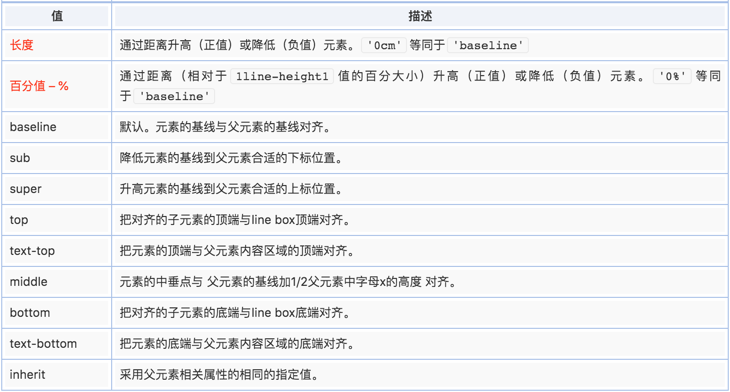 值 描述
长度 通过距离升高（正值）或降低（负值）元素。 '0cm' 等同于 'baseline'
百分值 – % 通过距离（相对于 1line-height1 值的百分大小）升高（正值）或降低（负值）元素。 '0%' 等同
于 'baseline'
baseline 默认。元素的基线与父元素的基线对齐。
sub 降低元素的基线到父元素合适的下标位置。
super 升高元素的基线到父元素合适的上标位置。
top 把对齐的子元素的顶端与line box顶端对齐。
text-top 把元素的顶端与父元素内容区域的顶端对齐。
middle 元素的中垂点与 父元素的基线加1/2父元素中字母x的高度 对齐。
bottom 把对齐的子元素的底端与line box底端对齐。
text-bottom 把元素的底端与父元素内容区域的底端对齐。
inherit 采用父元素相关属性的相同的指定值。